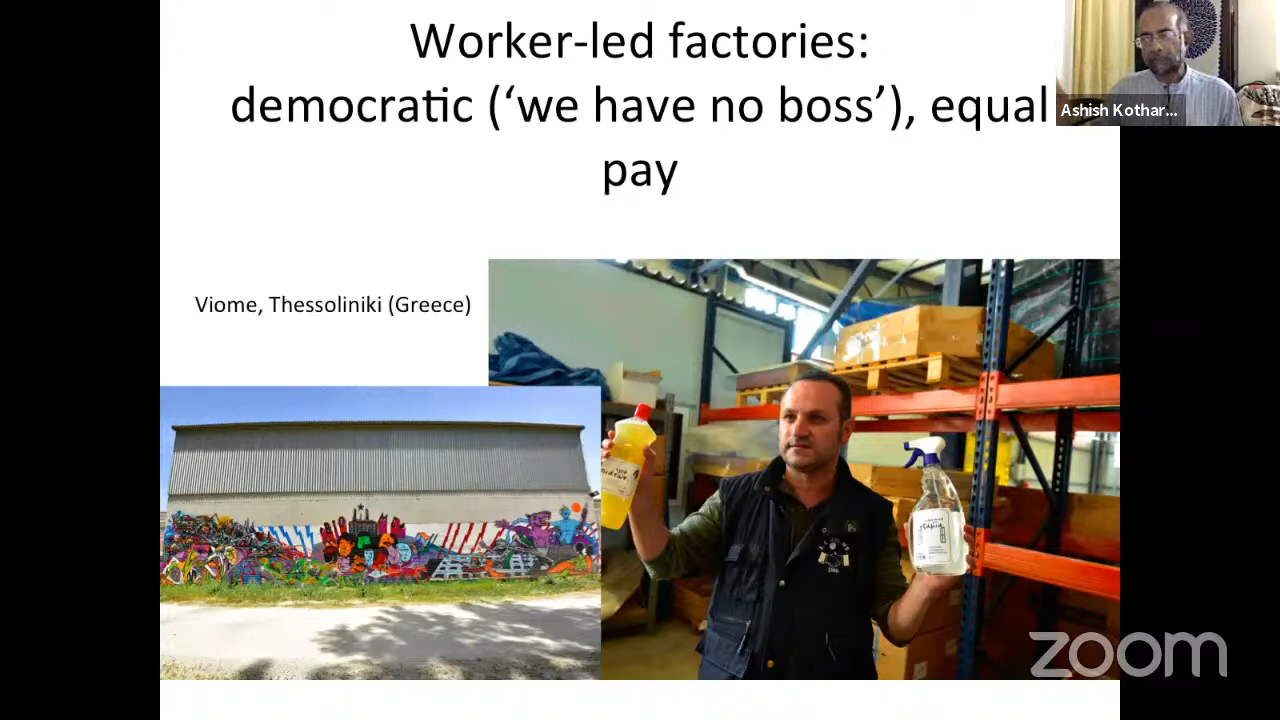 Worker-led factories:
democratic (‘we have no boss’), equal
pay
Ashish Kothar...
Viome, Thessoliniki (Greece)
zoom